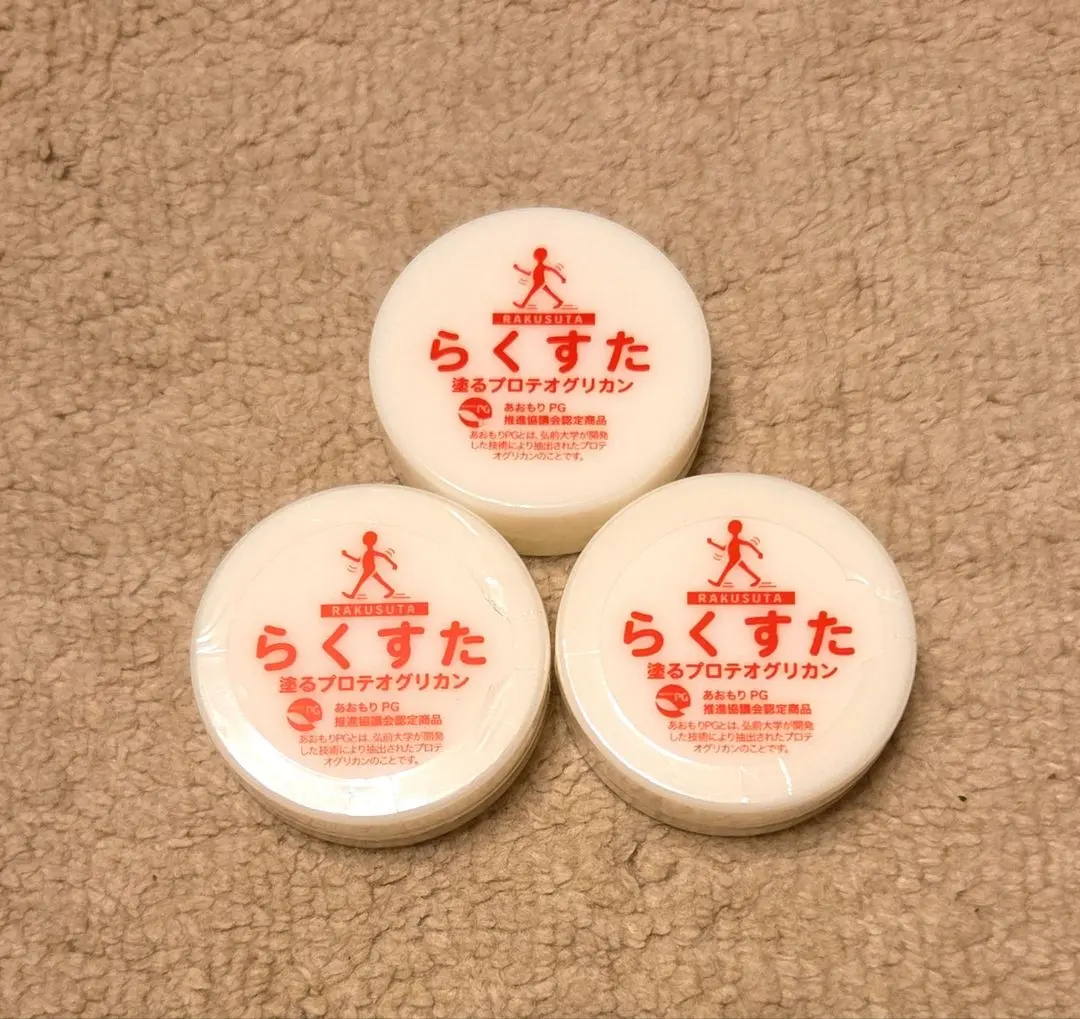 RAKUSUTA
らくすた
塗るプロテオグリカン
PG
あおもり PG
推進協議会認定商品
あおもりPGとは、弘前大学が開発
した技術により抽出されたプロテ
オグリカンのことです。
RAKUSUTA
らくすた
塗るプロテオグリカン
PG
あおもり PG
推進協議会認定商品
あおもりPGとは、弘前大学が開発
した技術により抽出されたプロテ
オグリカンのことです。
RAKUSUTA
らくすた
塗るプロテオグリカン
PG
あおもり PG
推進協議会認定商品
あおもりPGとは、弘前大学が開発
した技術により抽出されたプロテ
オグリカンのことです。